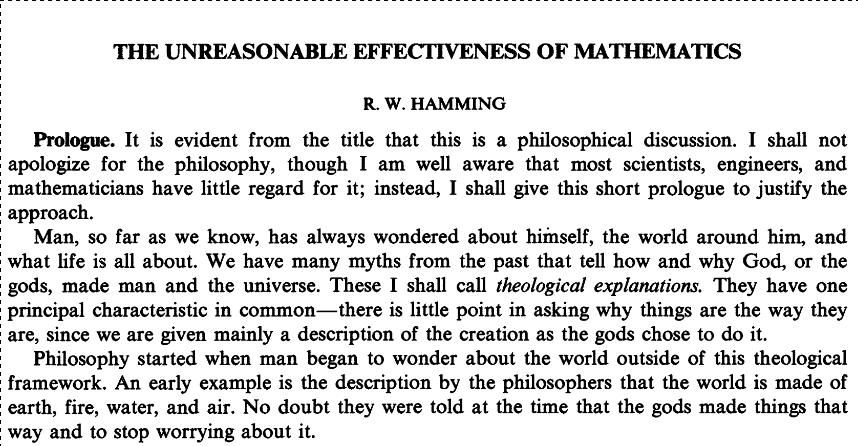 THE UNREASONABLE EFFECTIVENESS OF MATHEMATICS
R. W. HAMMING
Prologue. It is evident from the title that this is a philosophical discussion. I shall not
apologize for the philosophy, though I am well aware that most scientists, engineers, and
mathematicians have little regard for it; instead, I shall give this short prologue to justify the
approach.
Man, so far as we know, has always wondered about himself, the world around him, and
what life is all about. We have many myths from the past that tell how and why God, or the
gods, made man and the universe. These I shall call theological explanations. They have one
principal characteristic in common—there is little point in asking why things are the way they
are, since we are given mainly a description of the creation as the gods chose to do it.
Philosophy started when man began to wonder about the world outside of this theological
framework. An early example is the description by the philosophers that the world is made of
earth, fire, water, and air. No doubt they were told at the time that the gods made things that
way and to stop worrying about it.